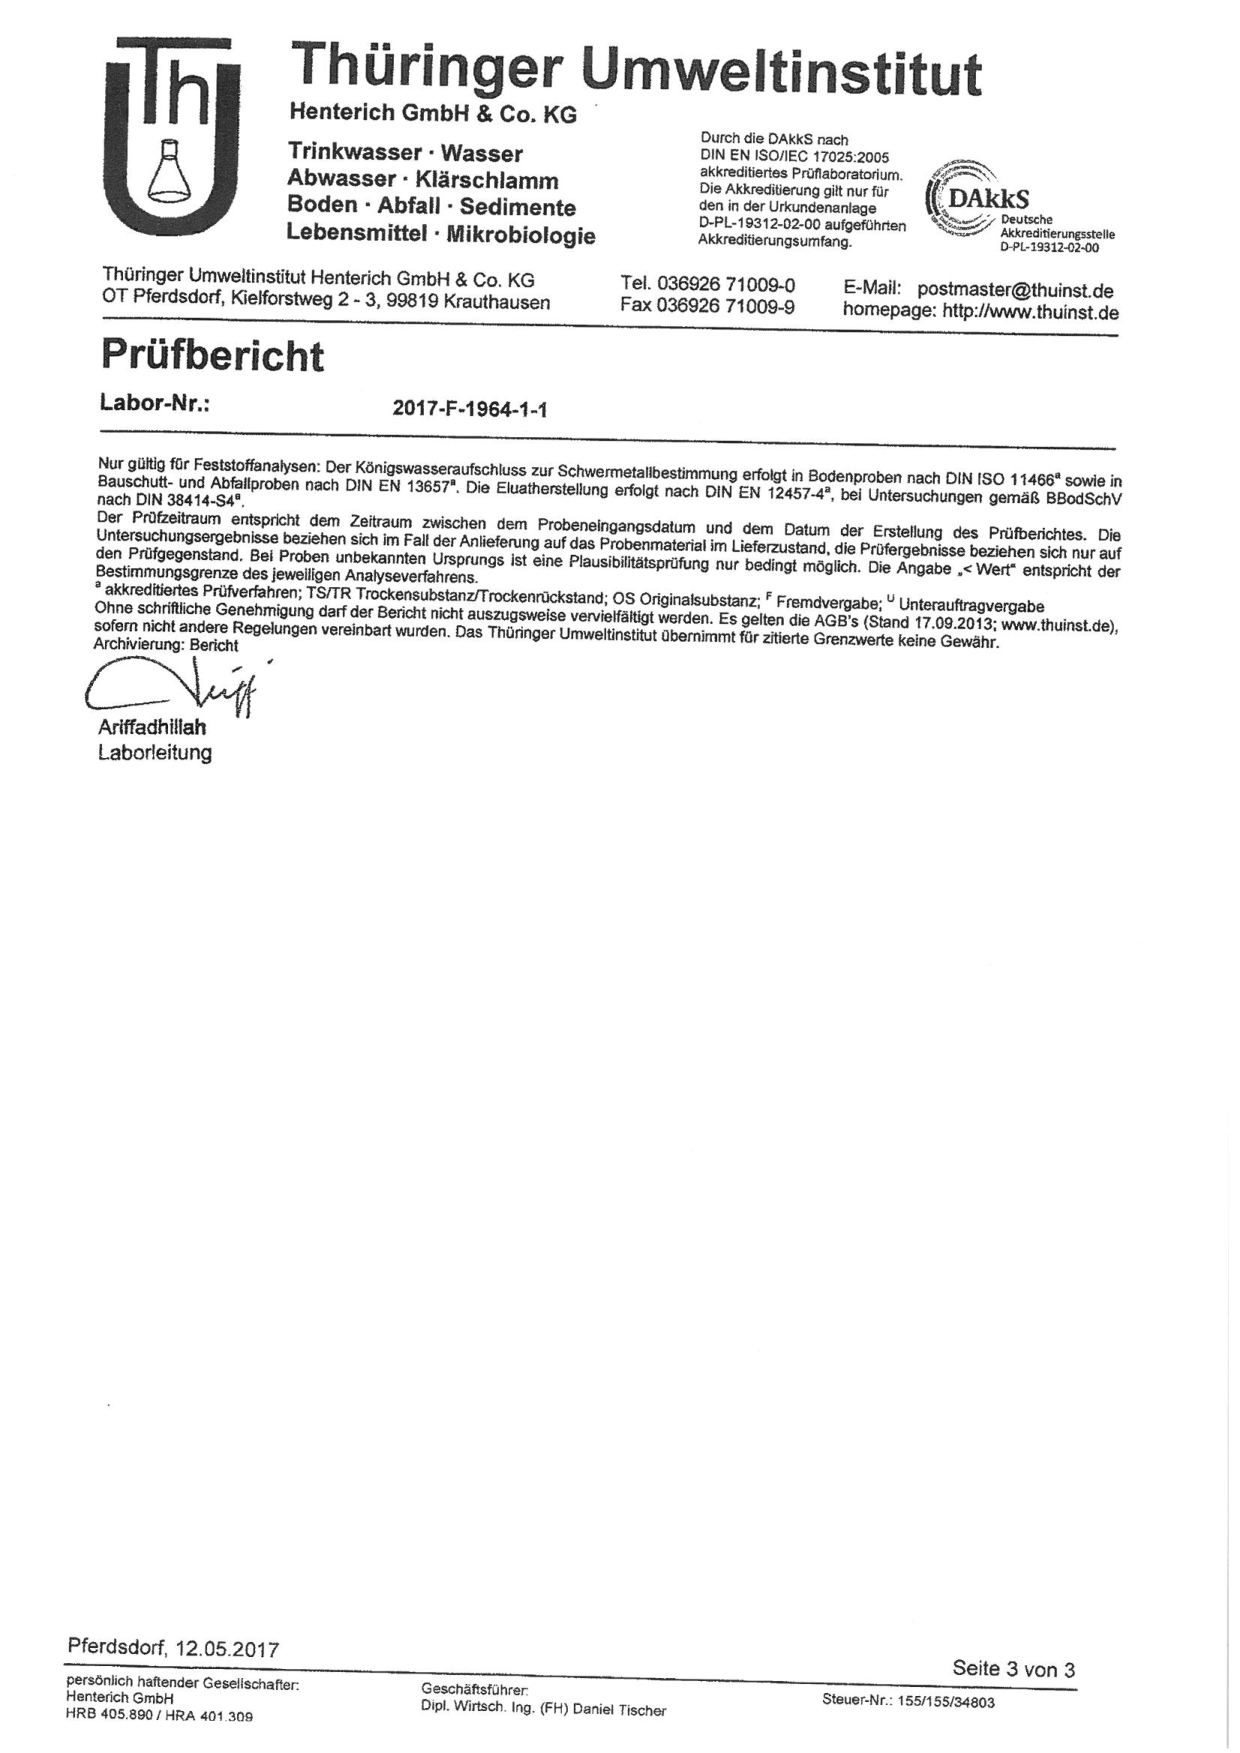 Th
Thüringer Umweltinstitut
Henterich GmbH & Co. KG
Trinkwasser · Wasser
Abwasser · Klärschlamm
Boden · Abfall · Sedimente
Lebensmittel · Mikrobiologie
Durch die DAkkS nach
DIN EN ISO/IEC 17025:2005
akkreditiertes Prüflaboratorium.
Die Akkreditierung gilt nur für
den in der Urkundenanlage
D-PL-19312-02-00 aufgeführten
Akkreditierungsumfang.
DAkkS
Deutsche
Akkreditierungsstelle
D-PL-19312-02-00
Thüringer Umweltinstitut Henterich GmbH & Co. KG
OT Pferdsdorf, Kielforstweg 2 - 3, 99819 Krauthausen
Tel. 036926 71009-0
Fax 036926 71009-9
E-Mail: postmaster@thuinst.de
homepage: http://www.thuinst.de
Prüfbericht
Labor-Nr.: 2017-F-1964-1-1
Nur gültig für Feststoffanalysen: Der Königswasseraufschluss zur Schwermetallbestimmung erfolgt in Bodenproben nach DIN ISO 11466ª sowie in
Bauschutt- und Abfallproben nach DIN EN 13657ª. Die Eluatherstellung erfolgt nach DIN EN 12457-4ª, bei Untersuchungen gemäß BBodSchV
nach DIN 38414-S4ª.
Der Prüfzeitraum entspricht dem Zeitraum zwischen dem Probeneingangsdatum und dem Datum der Erstellung des Prüfberichtes. Die
Untersuchungsergebnisse beziehen sich im Fall der Anlieferung auf das Probenmaterial im Lieferzustand, die Prüfergebnisse beziehen sich nur auf
den Prüfgegenstand. Bei Proben unbekannten Ursprungs ist eine Plausibilitätsprüfung nur bedingt möglich. Die Angabe „< Wert“ entspricht der
Bestimmungsgrenze des jeweiligen Analyseverfahrens.
ª akkreditiertes Prüfverfahren; TS/TR Trockensubstanz/Trockenrückstand; OS Originalsubstanz; F Fremdvergabe; U Unterauftragvergabe
Ohne schriftliche Genehmigung darf der Bericht nicht auszugsweise vervielfältigt werden. Es gelten die AGB's (Stand 17.09.2013; www.thuinst.de),
sofern nicht andere Regelungen vereinbart wurden. Das Thüringer Umweltinstitut übernimmt für zitierte Grenzwerte keine Gewähr.
Archivierung: Bericht
Ariffadhillah
Laborleitung
Pferdsdorf, 12.05.2017
Seite 3 von 3
persönlich haftender Gesellschafter:
Henterich GmbH
HRB 405.890 / HRA 401.309
Geschäftsführer:
Dipl. Wirtsch. Ing. (FH) Daniel Tischer
Steuer-Nr.: 155/155/34803